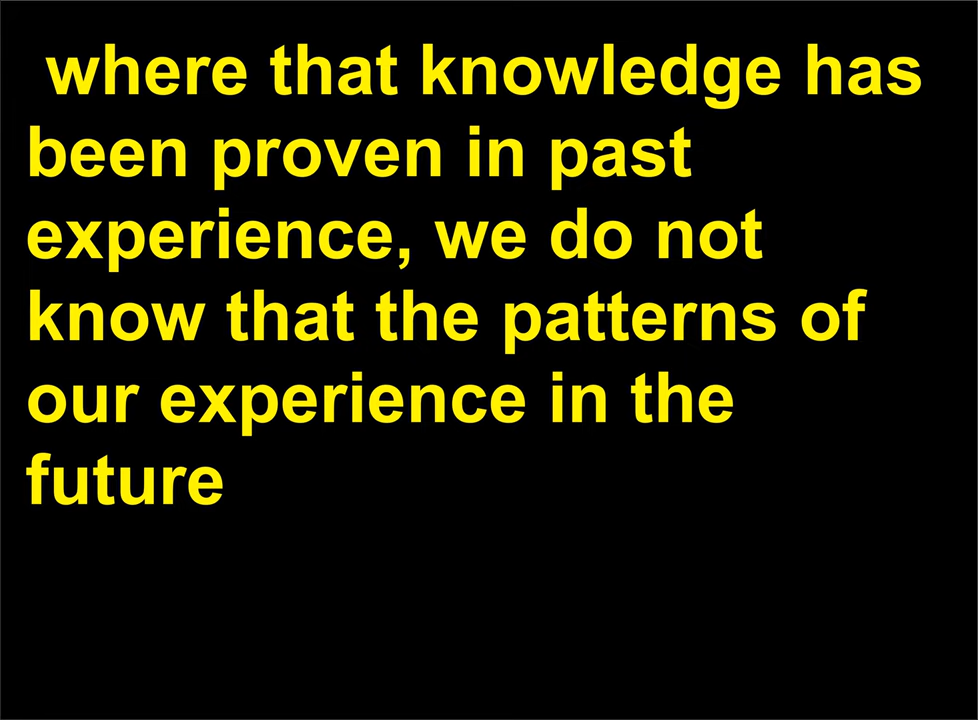 where that knowledge has
been proven in past
experience, we do not
know that the patterns of
our experience in the
future